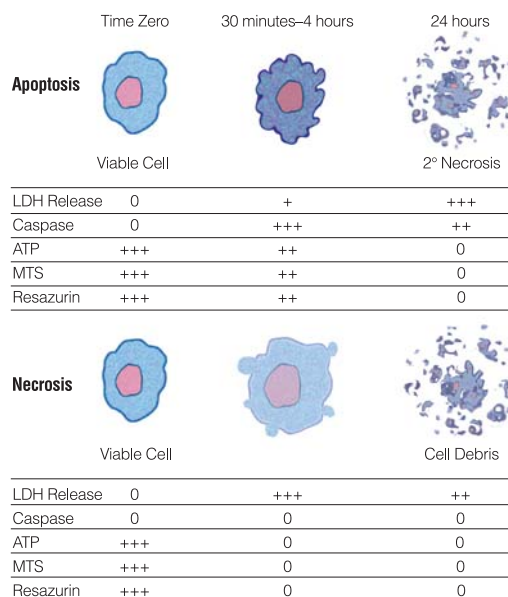 Time Zero 30 minutes–4 hours 24 hours
Apoptosis
Viable Cell 2° Necrosis
LDH Release 0 + +++
Caspase 0 +++ ++
ATP +++ ++ 0
MTS +++ ++ 0
Resazurin +++ ++ 0
Necrosis
Viable Cell Cell Debris
LDH Release 0 +++ ++
Caspase 0 0 0
ATP +++ 0 0
MTS +++ 0 0
Resazurin +++ 0 0